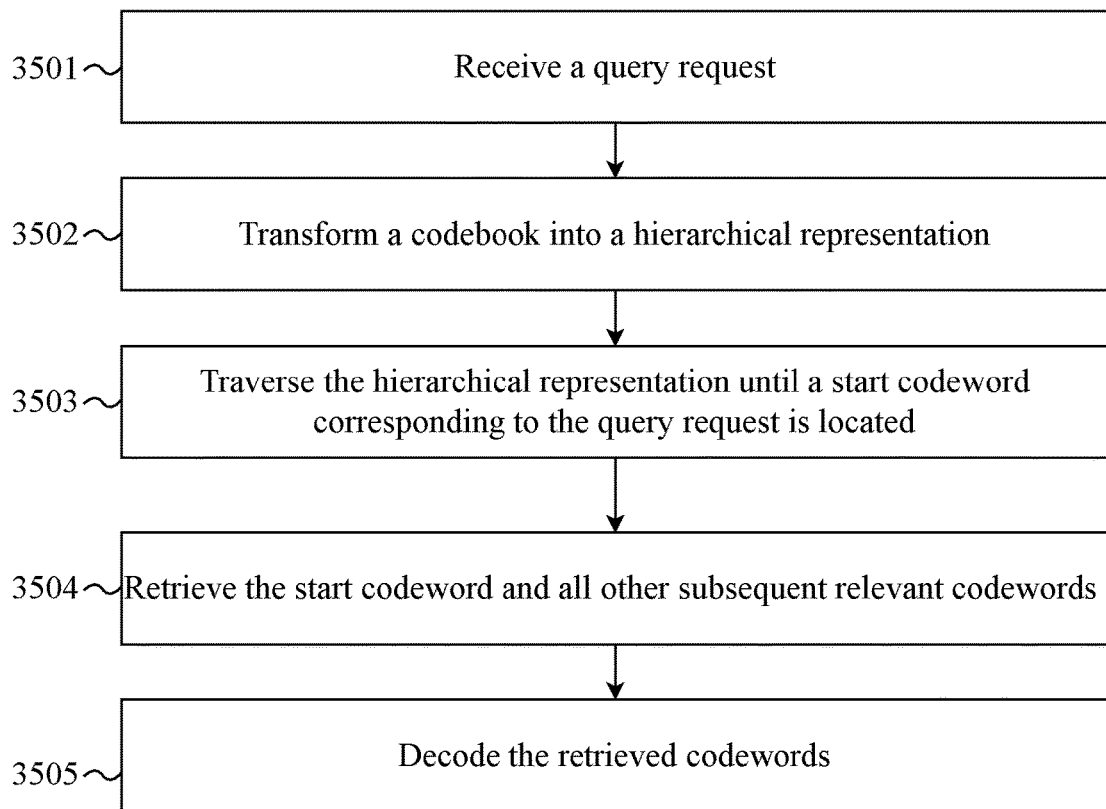 3501
Receive a query request
3502
Transform a codebook into a hierarchical representation
3503
Traverse the hierarchical representation until a start codeword
corresponding to the query request is located
3504
Retrieve the start codeword and all other subsequent relevant codewords
3505
Decode the retrieved codewords